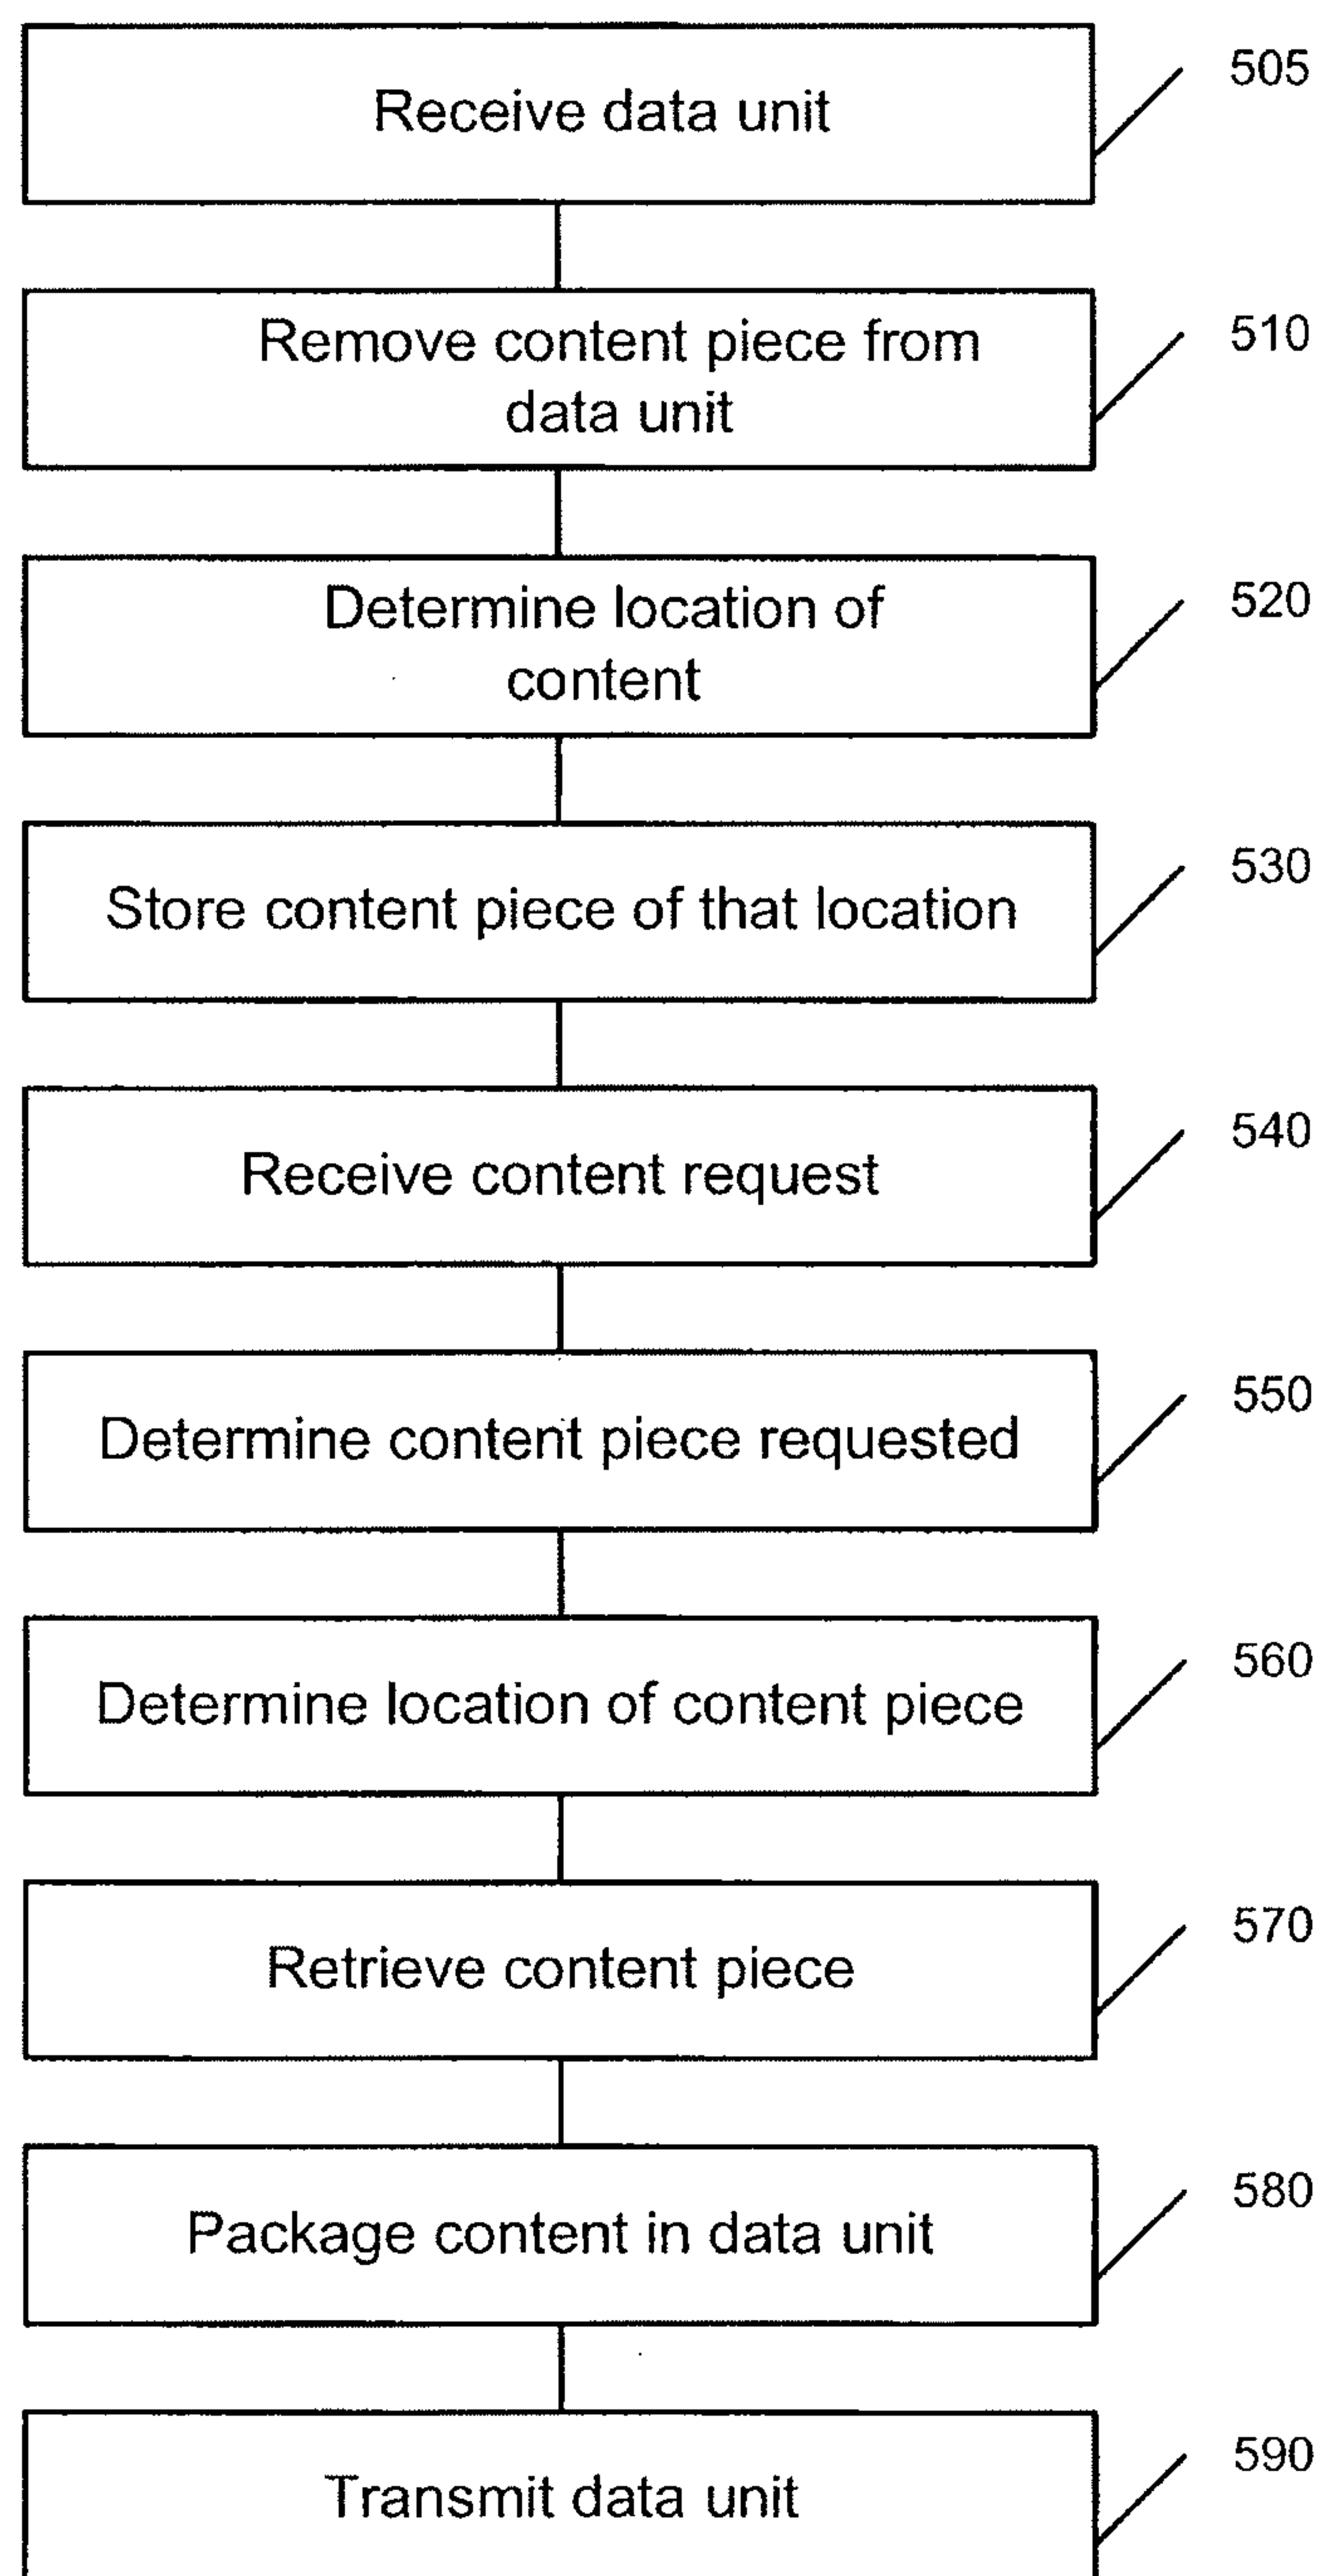 Receive data unit
505
Remove content piece from
data unit
510
Determine location of
content
520
Store content piece of that location
530
Receive content request
540
Determine content piece requested
550
Determine location of content piece
560
Retrieve content piece
570
Package content in data unit
580
Transmit data unit
590